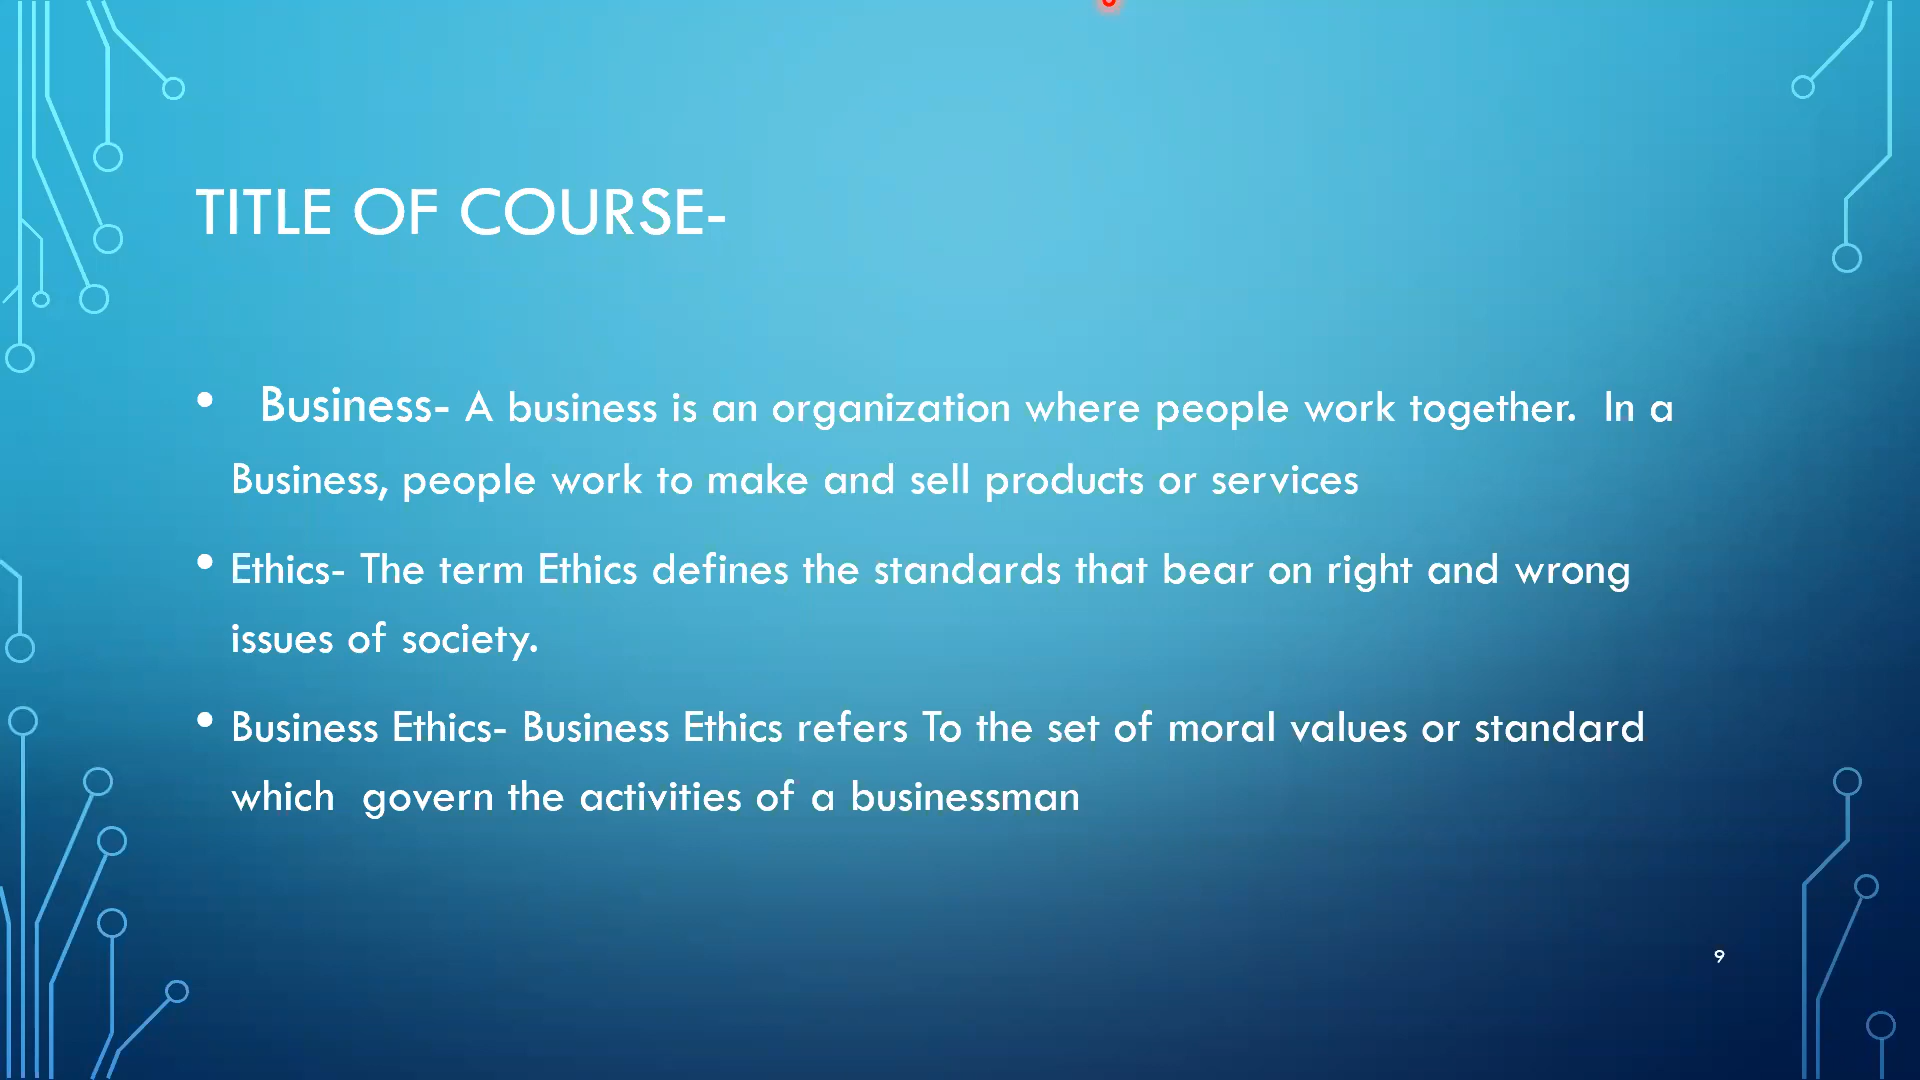 TITLE OF COURSE-
• Business- A business is an organization where people work together.  In a
Business, people work to make and sell products or services
• Ethics- The term Ethics defines the standards that bear on right and wrong
issues of society.
• Business Ethics- Business Ethics refers To the set of moral values or standard
which  govern the activities of a businessman
9